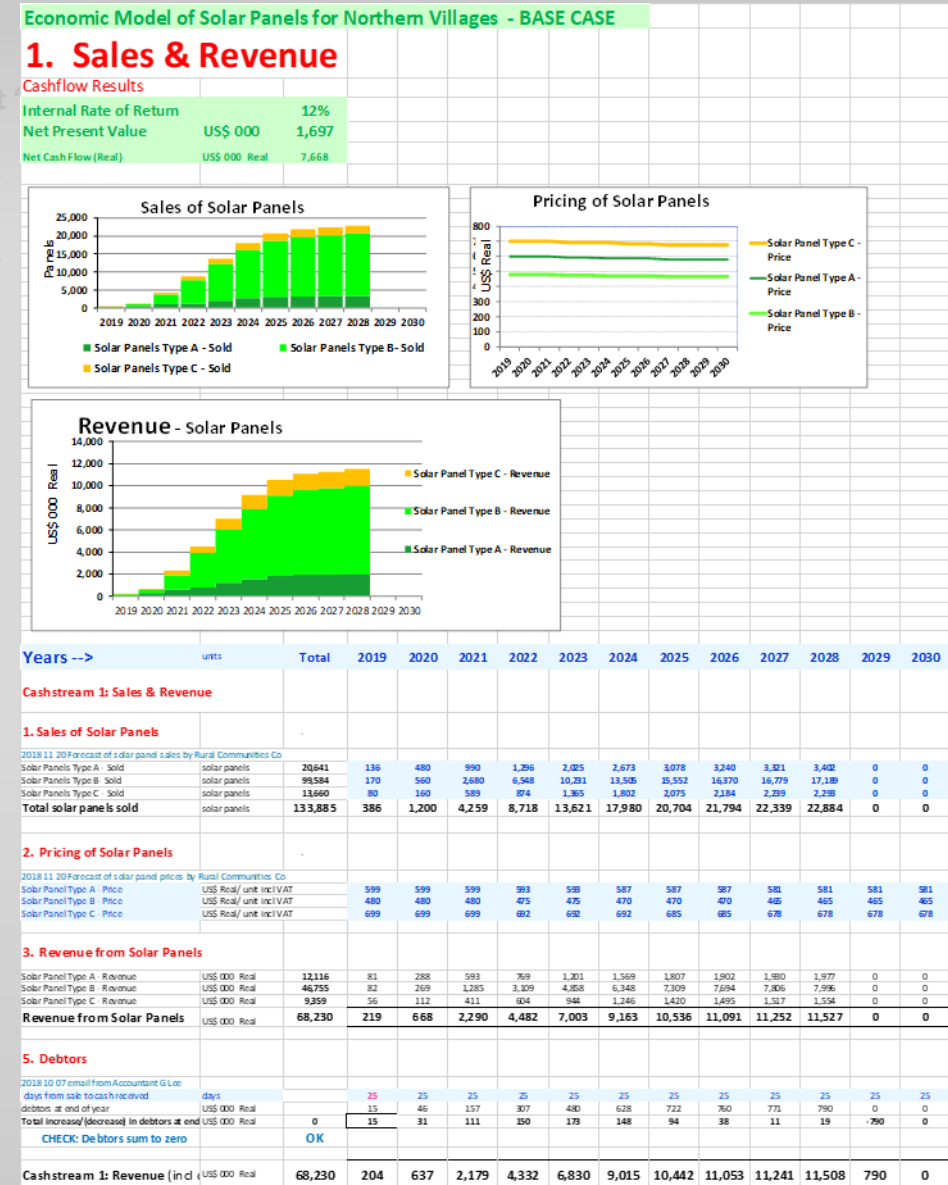 Economic Model of Solar Panels for Northern Villages - BASE CASE
1. Sales & Revenue
Cashflow Results
Internal Rate of Return 12%
Net Present Value US$ 000 1,697
Net Cash Flow (Real) US$ 000 Real 7,668
Sales of Solar Panels
25,000
20,000
15,000
10,000
5,000
0
Panels
2019 2020 2021 2022 2023 2024 2025 2026 2027 2028 2029 2030
Solar Panels Type A - Sold Solar Panels Type B- Sold
Solar Panels Type C - Sold
Pricing of Solar Panels
800
300
200
100
0
US$ Real
2019 2020 2021 2022 2023 2024 2025 2026 2027 2028 2029 2030
Solar Panel Type C -
Price
Solar Panel Type A -
Price
Solar Panel Type B -
Price
Revenue - Solar Panels
14,000
12,000
10,000
8,000
6,000
4,000
2,000
0
US$ 000 Real
2019 2020 2021 2022 2023 2024 2025 2026 2027 2028 2029 2030
Solar Panel Type C - Revenue
Solar Panel Type B - Revenue
Solar Panel Type A - Revenue
Years --> units Total 2019 2020 2021 2022 2023 2024 2025 2026 2027 2028 2029 2030
Cashstream 1: Sales & Revenue
1. Sales of Solar Panels -
2018 11 20 Forecast of solar panel sales by Rural Communities Co
Solar Panels Type A - Sold solar panels 20,641 136 480 990 1,296 2,025 2,673 3,078 3,240 3,321 3,402 0 0
Solar Panels Type B- Sold solar panels 99,584 170 560 2,680 6,548 10,231 13,505 15,552 16,370 16,779 17,189 0 0
Solar Panels Type C - Sold solar panels 13,660 80 160 589 874 1,365 1,802 2,075 2,184 2,239 2,293 0 0
Total solar panels sold solar panels 133,885 386 1,200 4,259 8,718 13,621 17,980 20,704 21,794 22,339 22,884 0 0
2. Pricing of Solar Panels -
2018 11 20 Forecast of solar panel prices by Rural Communities Co
Solar Panel Type A - Price US$ Real/ unit incl VAT 599 599 599 593 593 587 587 587 581 581 581 581
Solar Panel Type B - Price US$ Real/ unit incl VAT 480 480 480 475 475 470 470 470 465 465 465 465
Solar Panel Type C - Price US$ Real/ unit incl VAT 699 699 699 692 692 692 685 685 678 678 678 678
3. Revenue from Solar Panels
Solar Panel Type A - Revenue US$ 000 Real 12,116 81 288 593 769 1,201 1,569 1,807 1,902 1,930 1,977 0 0
Solar Panel Type B - Revenue US$ 000 Real 46,755 82 269 1,285 3,109 4,858 6,348 7,309 7,694 7,806 7,996 0 0
Solar Panel Type C - Revenue US$ 000 Real 9,359 56 112 411 604 944 1,246 1,420 1,495 1,517 1,554 0 0
Revenue from Solar Panels US$ 000 Real 68,230 219 668 2,290 4,482 7,003 9,163 10,536 11,091 11,252 11,527 0 0
5. Debtors
2018 10 07 email from Accountant G Lee
days from sale to cash received days 25 25 25 25 25 25 25 25 25 25 25 25
debtors at end of year US$ 000 Real 15 46 157 307 480 628 722 760 771 790 0 0
Total increase/(decrease) in debtors at end US$ 000 Real 0 15 31 111 150 173 148 94 38 11 19 -790 0
CHECK: Debtors sum to zero OK
Cashstream 1: Revenue (incl US$ 000 Real 68,230 204 637 2,179 4,332 6,830 9,015 10,442 11,053 11,241 11,508 790 0